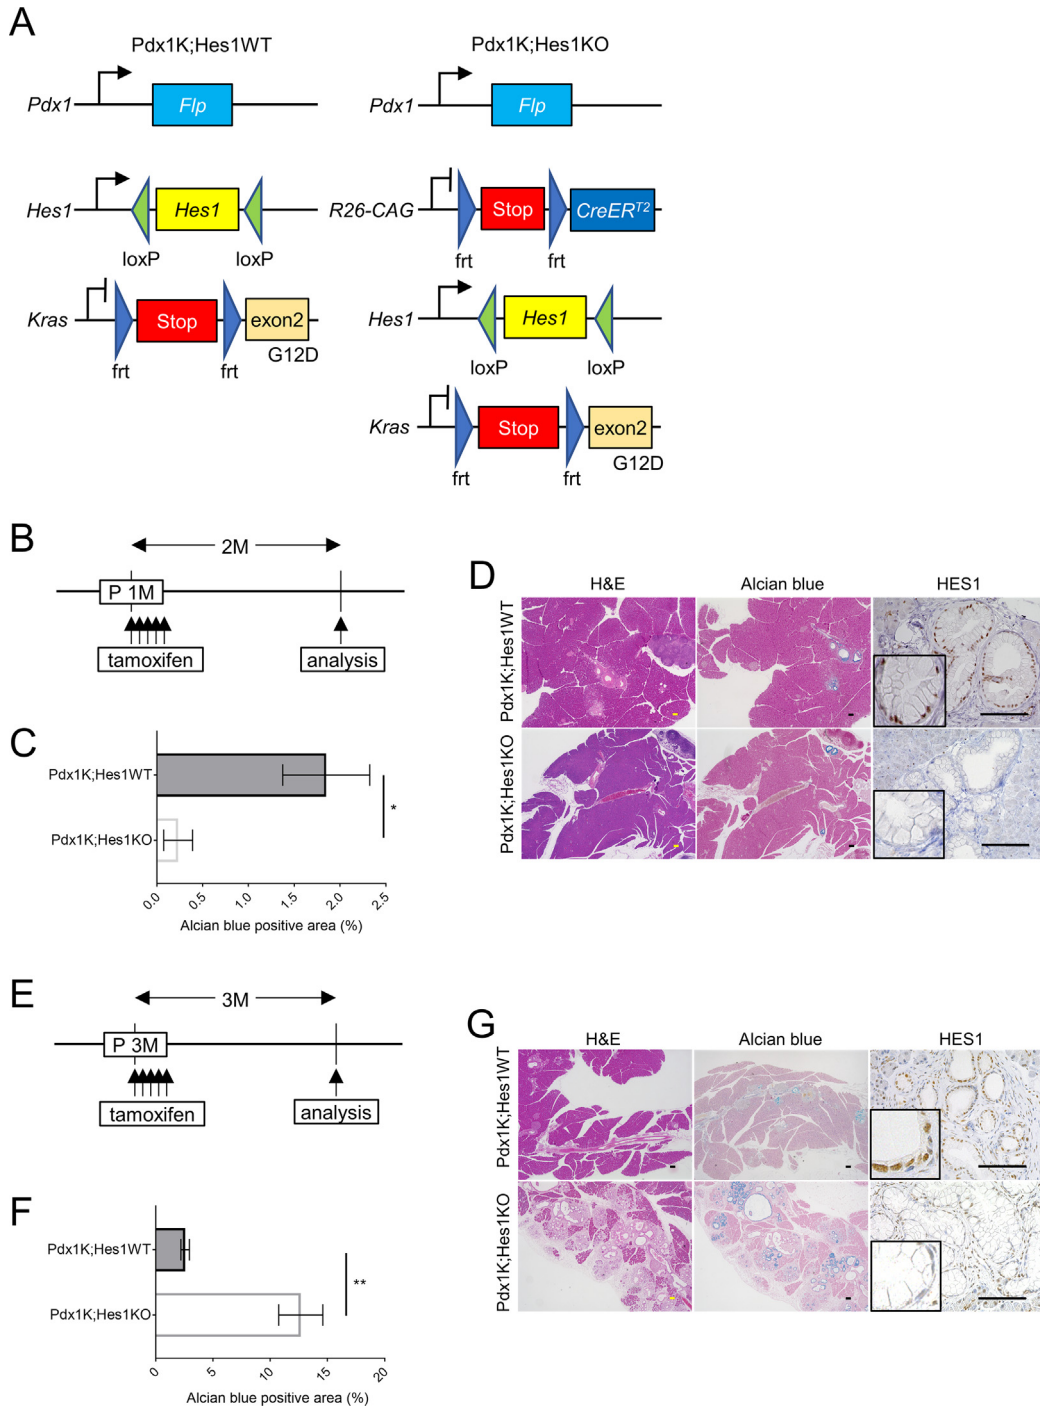 A
Pdx1K;Hes1WT
Pdx1
Flp
Hes1
Hes1
loxP
loxP
Kras
Stop
exon2
G12D
frt
frt
Pdx1K;Hes1KO
Pdx1
Flp
R26-CAG
Stop
CreERT2
frt
frt
Hes1
Hes1
loxP
loxP
Kras
Stop
exon2
G12D
frt
frt
B
2M
P 1M
tamoxifen
analysis
C
Pdx1K;Hes1WT
Pdx1K;Hes1KO
*
0.0
0.5
1.0
1.5
2.0
2.5
Alcian blue positive area (%)
D
H&E
Alcian blue
HES1
Pdx1K;Hes1WT
Pdx1K;Hes1KO
E
3M
P 3M
tamoxifen
analysis
F
Pdx1K;Hes1WT
Pdx1K;Hes1KO
**
0
5
10
15
20
Alcian blue positive area (%)
G
H&E
Alcian blue
HES1
Pdx1K;Hes1WT
Pdx1K;Hes1KO